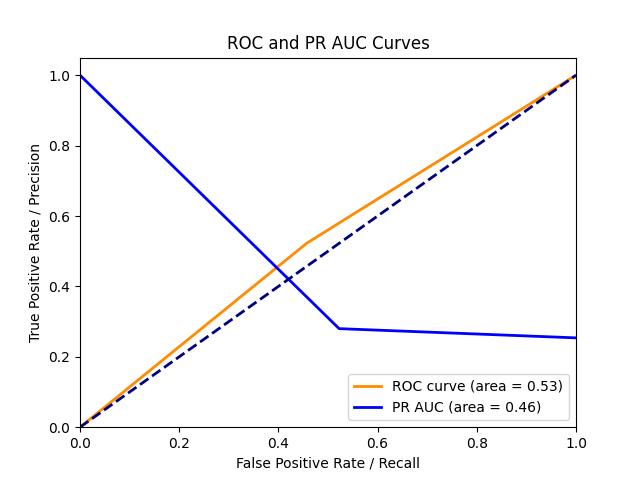 ROC and PR AUC Curves
True Positive Rate / Precision
1.0
0.8
0.6
0.4
0.2
0.0
0.0 0.2 0.4 0.6 0.8 1.0
False Positive Rate / Recall
ROC curve (area = 0.53)
PR AUC (area = 0.46)